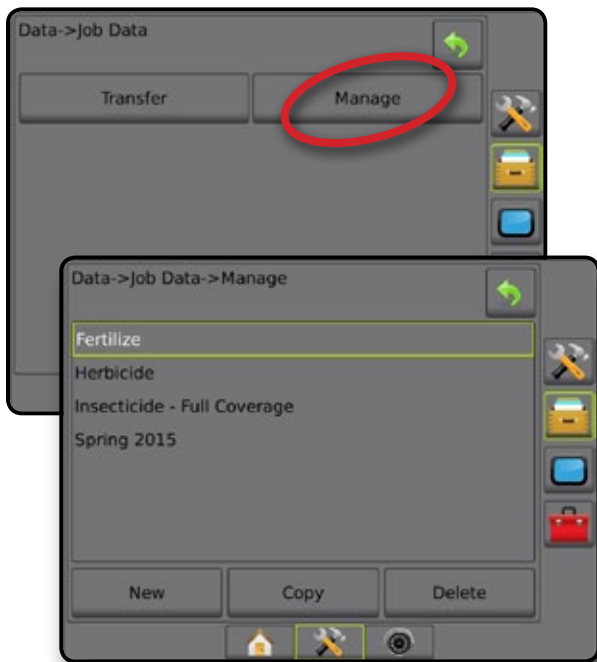 Data->Job Data
Transfer
Manage
Data->Job Data->Manage
Fertilize
Herbicide
Insecticide - Full Coverage
Spring 2015
New
Copy
Delete